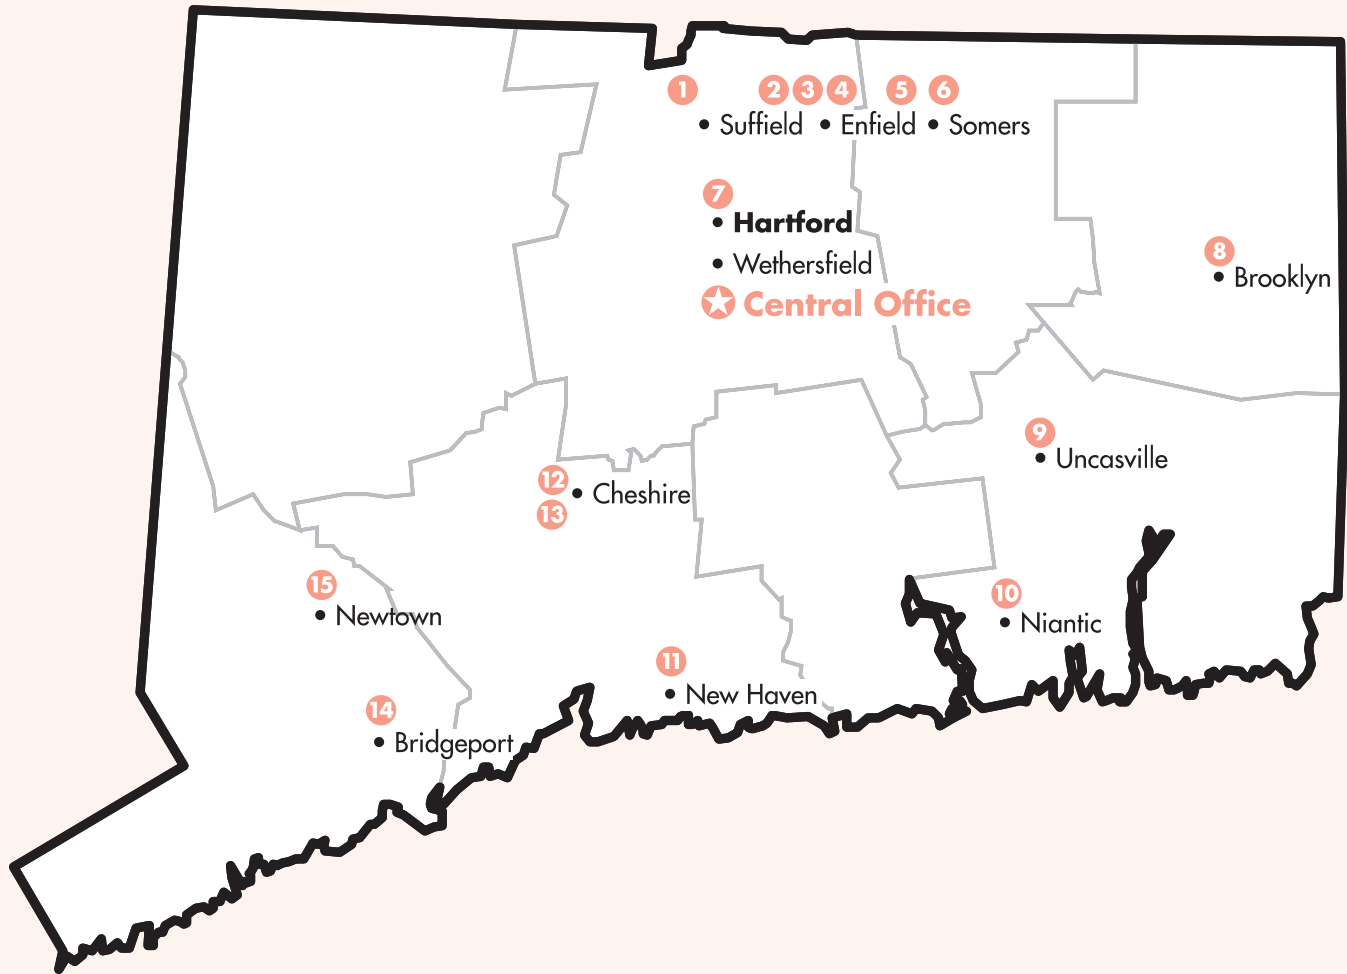 1 2 3 4 5 6
Suffield Enfield Somers
7
Hartford
8
Wethersfield
Brooklyn
Central Office
9
Uncasville
12
Cheshire
13
15
10
Newtown
Niantic
11
New Haven
14
Bridgeport